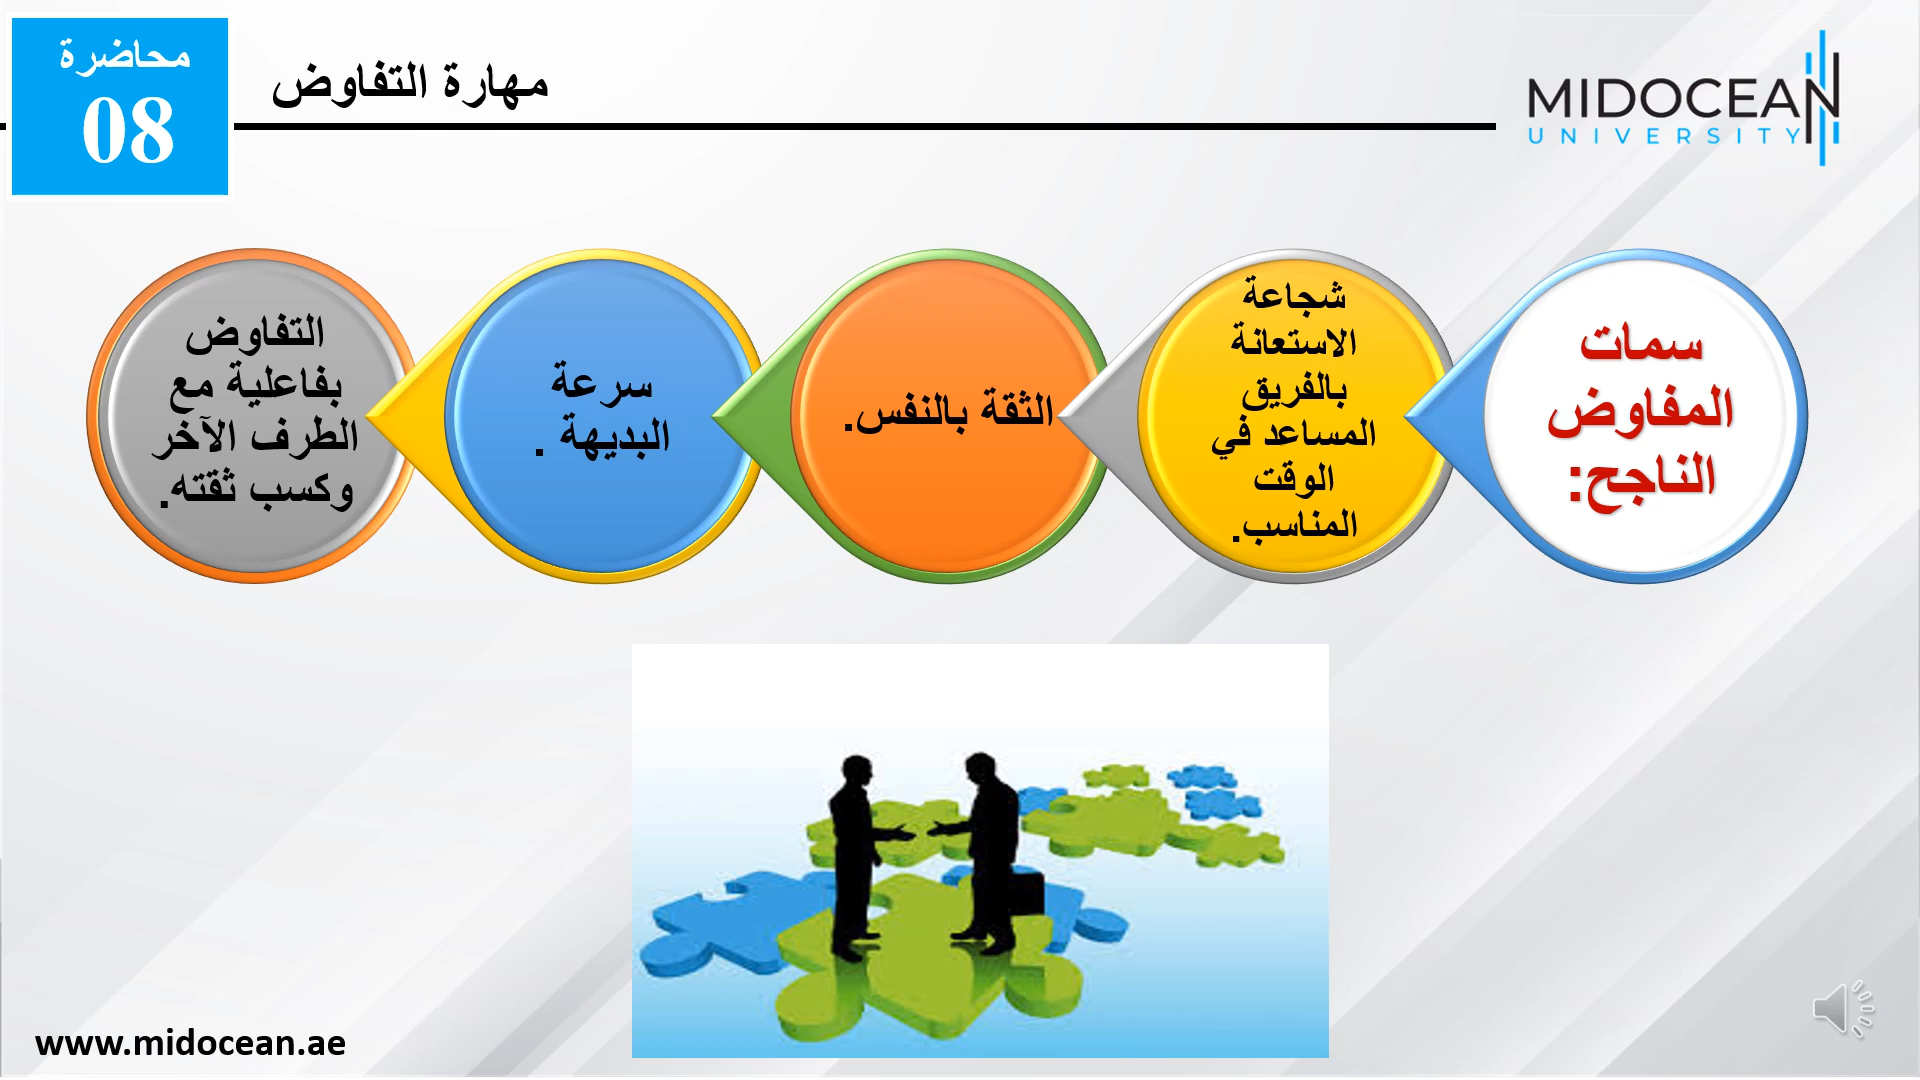 محاضرة
08
مهارة التفاوض
MIDOCEAN
UNIVERSITY
سمات
المفاوض
الناجح:
شجاعة
الاستعانة
بالفريق
المساعد في
الوقت
المناسب.
الثقة بالنفس.
سرعة
البديهة .
التفاوض
بفاعلية مع
الطرف الآخر
وكسب ثقته.
www.midocean.ae